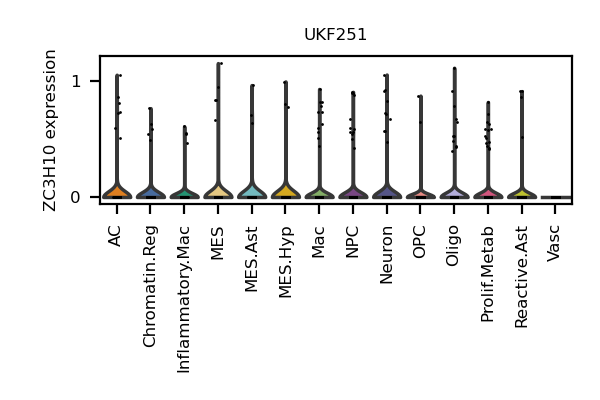 UKF251
ZC3H10 expression
1
0
AC
Chromatin.Reg
Inflammatory.Mac
MES
MES.Ast
MES.Hyp
Mac
NPC
Neuron
OPC
Oligo
Prolif.Metab
Reactive.Ast
Vasc